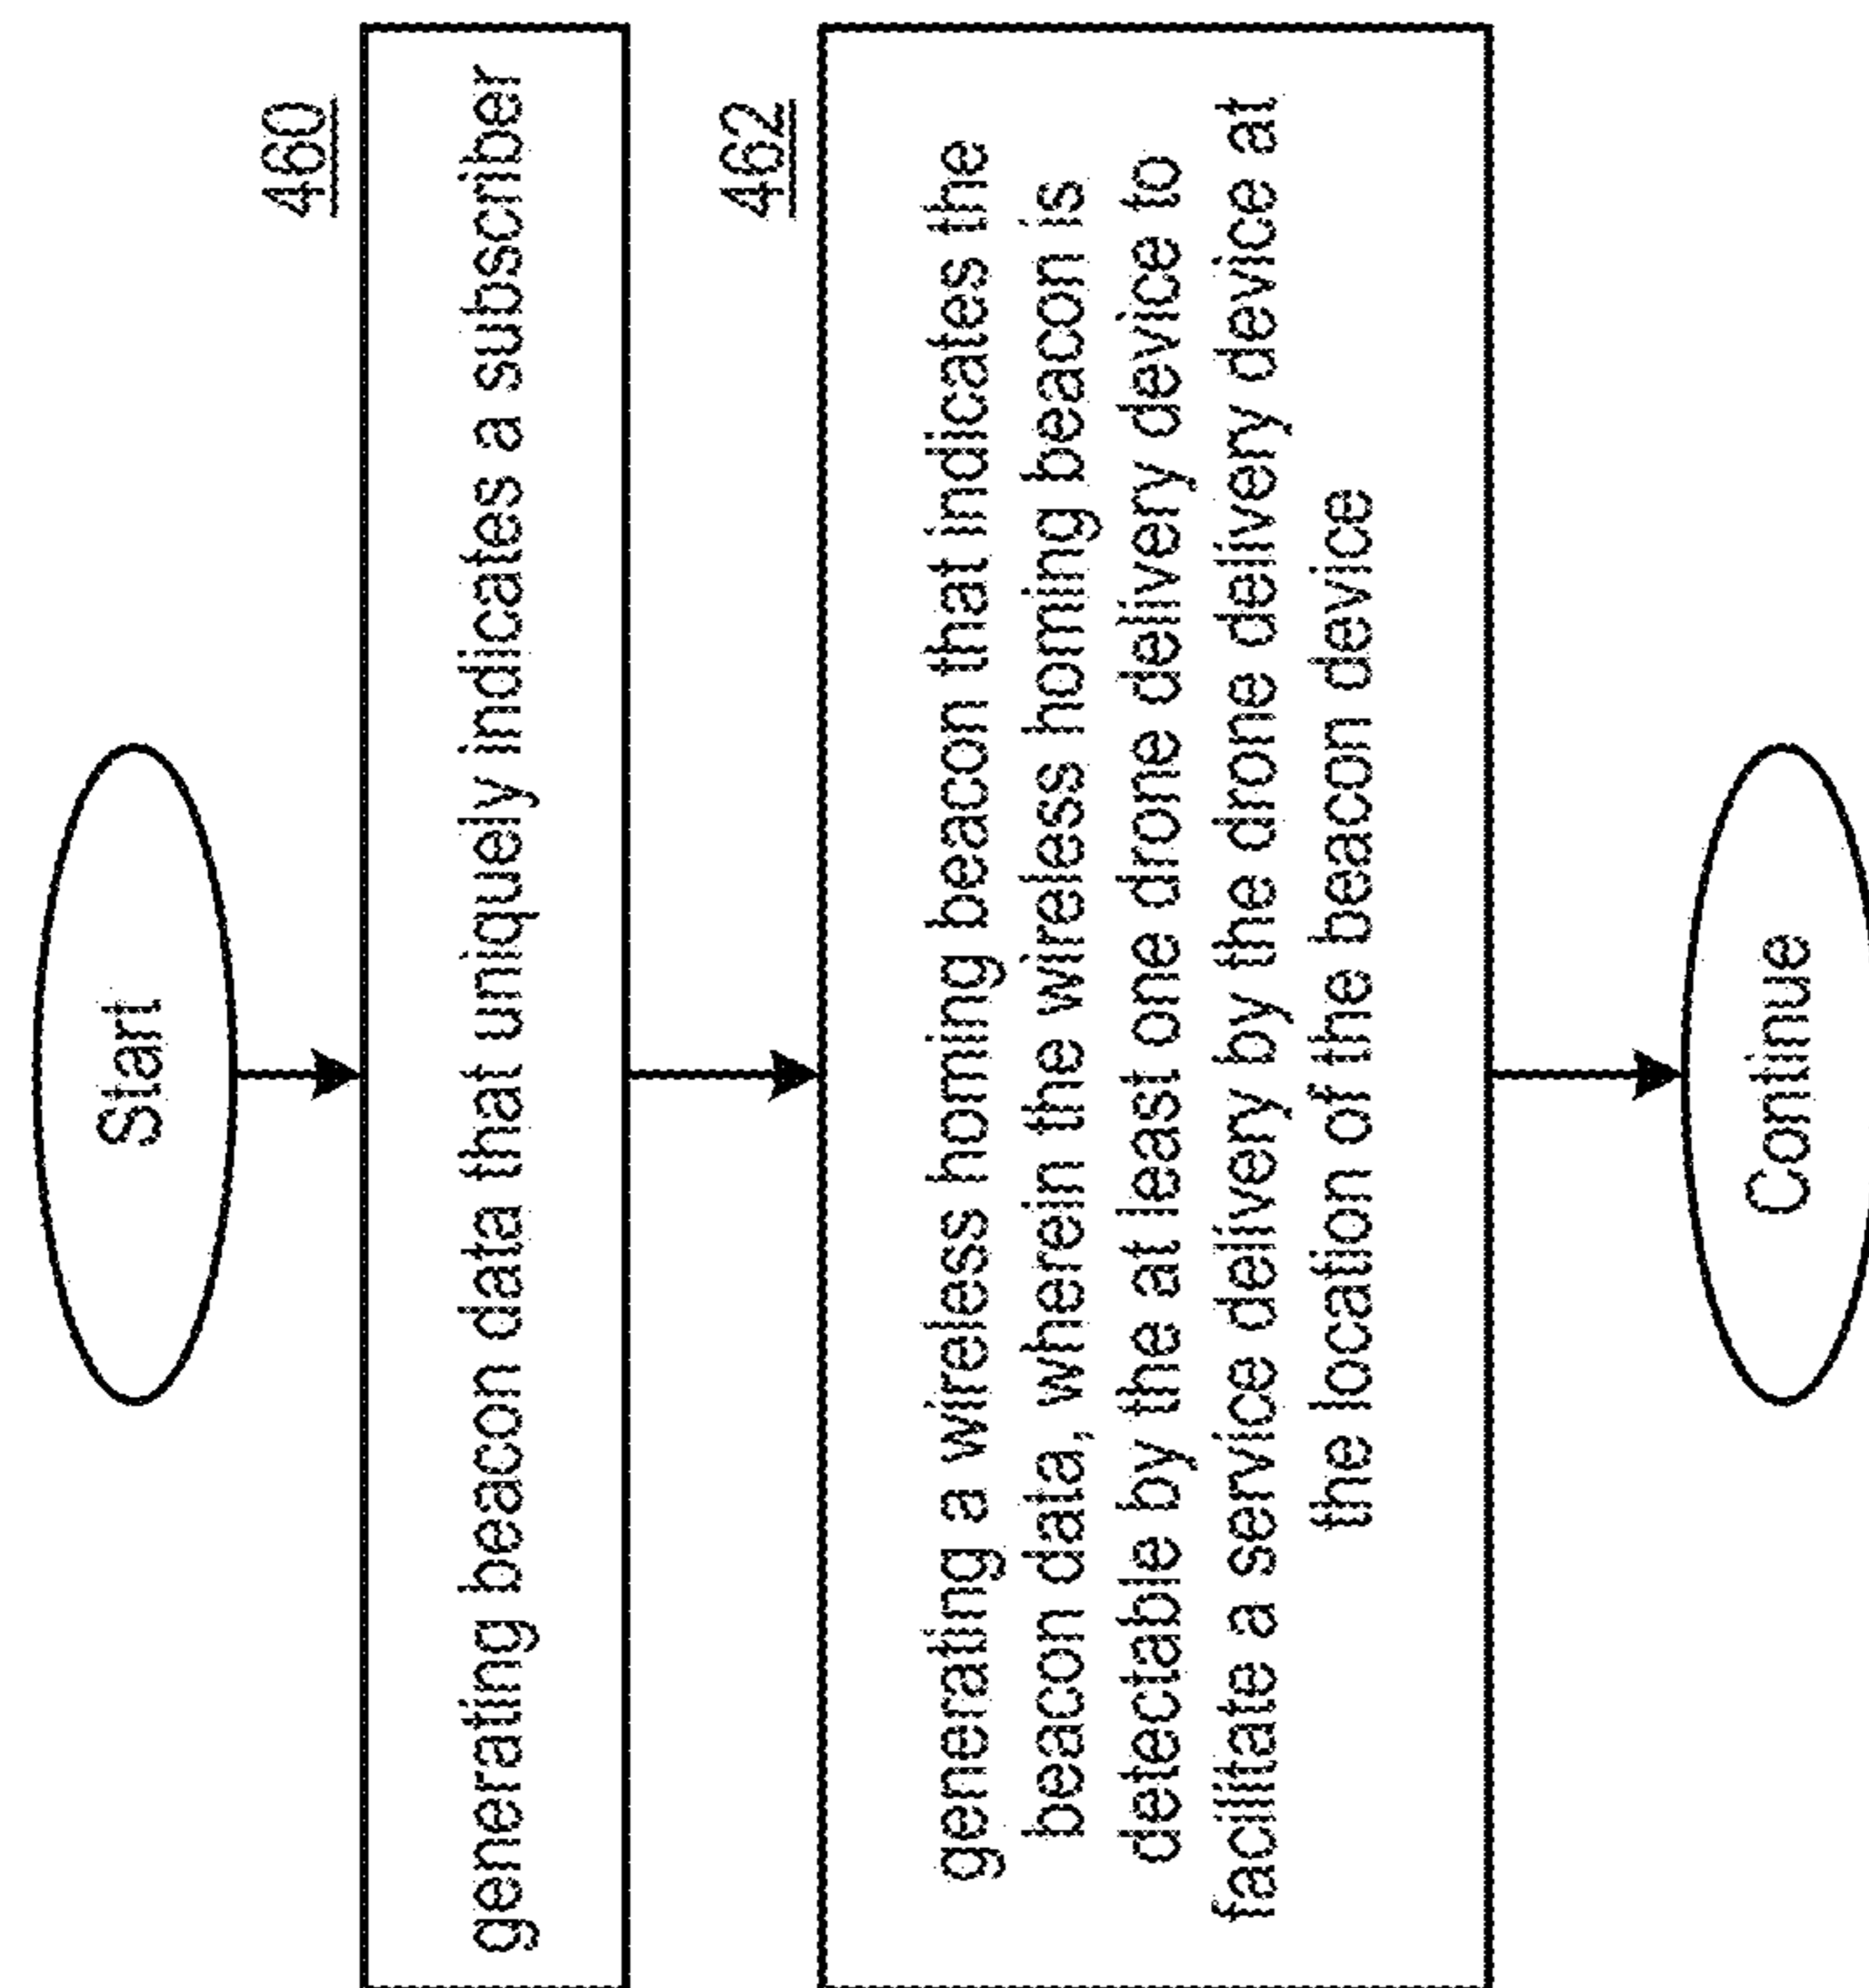 Start
460
generating beacon data that uniquely indicates a subscriber
462
generating a wireless homing beacon that indicates the
beacon data, wherein the wireless homing beacon is
detectable by the at least one drone delivery device to
facilitate a service delivery by the drone delivery device at
the location of the beacon device
Continue